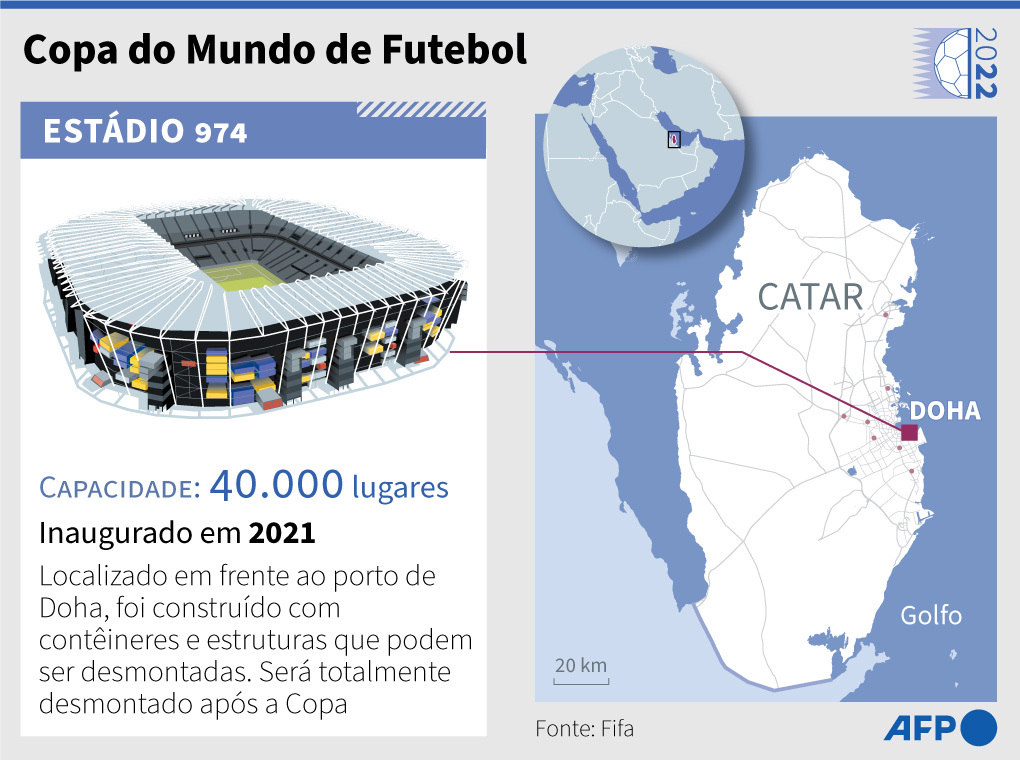 Copa do Mundo de Futebol
2022
ESTÁDIO 974
CATAR
DOHA
CAPACIDADE: 40.000 lugares
Inaugurado em 2021
Localizado em frente ao porto de
Doha, foi construído com
contêineres e estruturas que podem
ser desmontadas. Será totalmente
desmontado após a Copa
Golfo
20 km
Fonte: Fifa
AFP